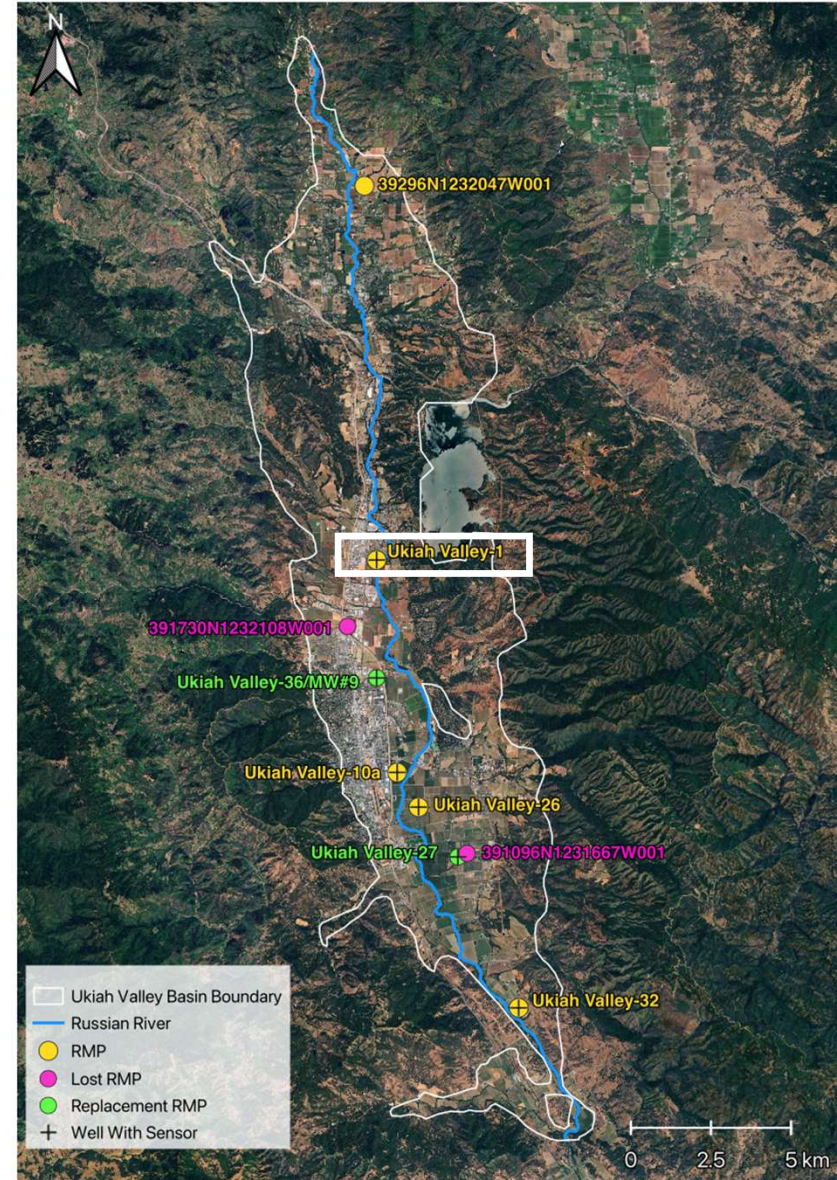 N
39296N1232047W001
Ukiah Valley-1
391730N1232108W001
Ukiah Valley-36/MW#9
Ukiah Valley-10a
Ukiah Valley-26
Ukiah Valley-27
391096N1231667W001
Ukiah Valley-32
Ukiah Valley Basin Boundary
Russian River
RMP
Lost RMP
Replacement RMP
Well With Sensor
0 2.5 5 km